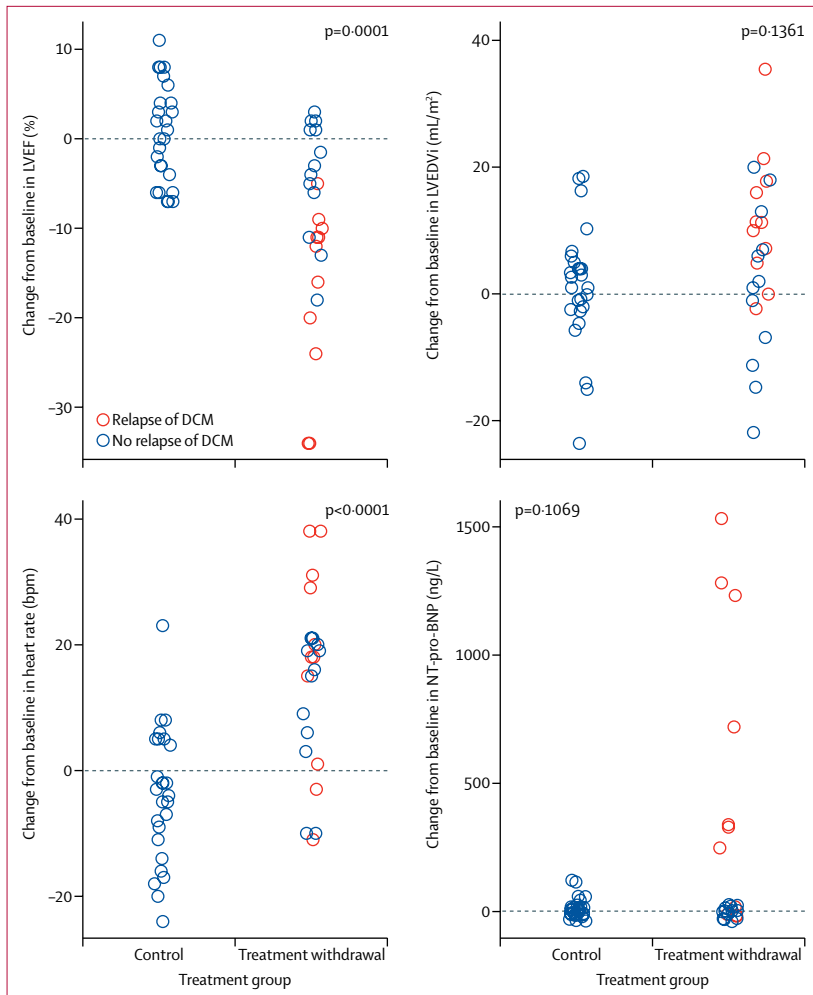 p=0·0001
10
0
−10
−20
−30
Change from baseline in LVEF (%)
Relapse of DCM
No relapse of DCM
p=0·1361
40
20
0
−20
Change from baseline in LVEDVi (mL/m²)
p<0·0001
40
20
0
−20
Change from baseline in heart rate (bpm)
Control
Treatment withdrawal
Treatment group
p=0·1069
1500
1000
500
0
Change from baseline in NT-pro-BNP (ng/L)
Control
Treatment withdrawal
Treatment group